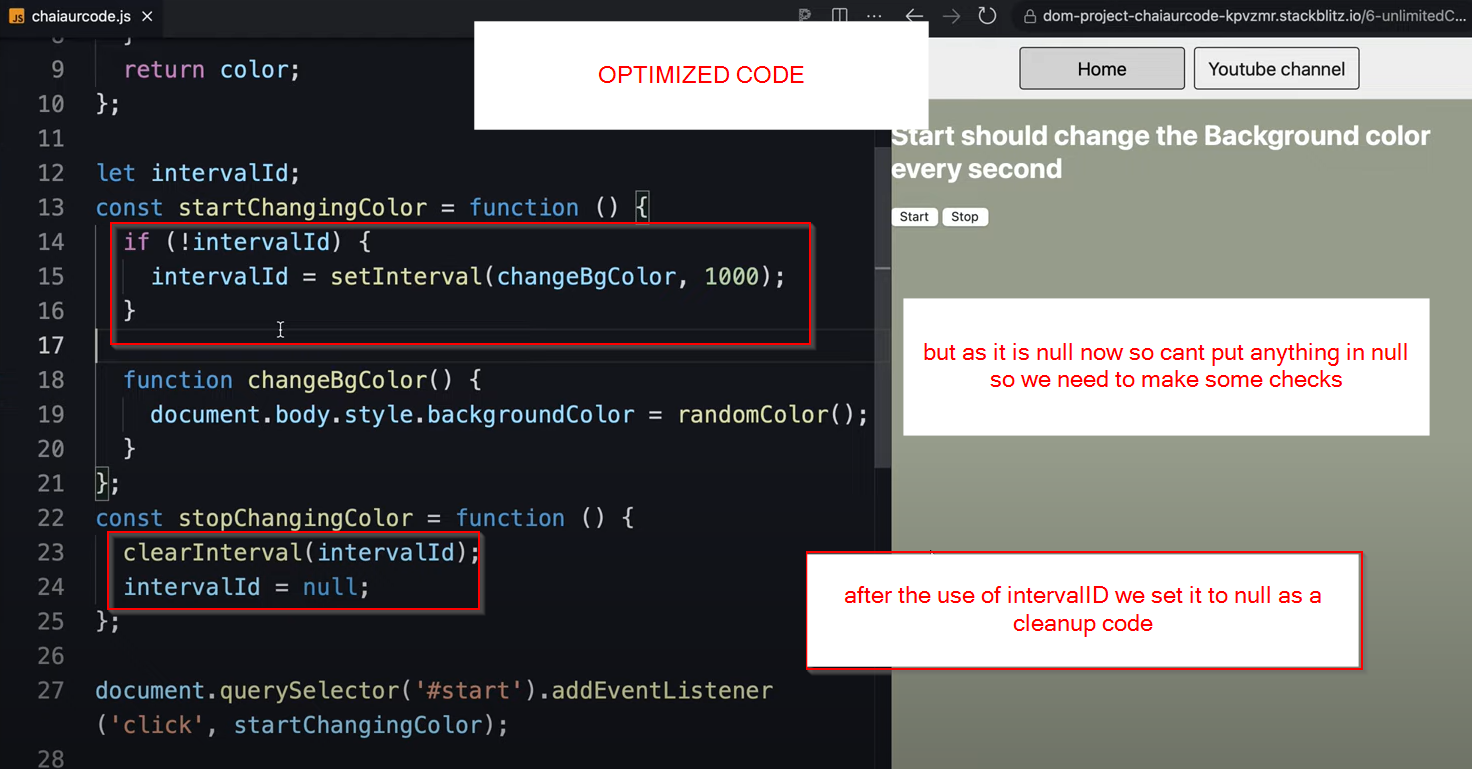 JS chaiaurcode.js ×
dom-project-chaiaurcode-kpvzmr.stackblitz.io/6-unlimitedC...
OPTIMIZED CODE
Home
Youtube channel
8 }
9 return color;
10 };
11
12 let intervalId;
13 const startChangingColor = function () {
14 if (!intervalId) {
15 intervalId = setInterval(changeBgColor, 1000);
16 }
17
18 function changeBgColor() {
19 document.body.style.backgroundColor = randomColor();
20 }
21 };
22 const stopChangingColor = function () {
23 clearInterval(intervalId);
24 intervalId = null;
25 };
26
27 document.querySelector('#start').addEventListener
('click', startChangingColor);
28
Start should change the Background color
every second
Start
Stop
but as it is null now so cant put anything in null
so we need to make some checks
after the use of intervalID we set it to null as a
cleanup code